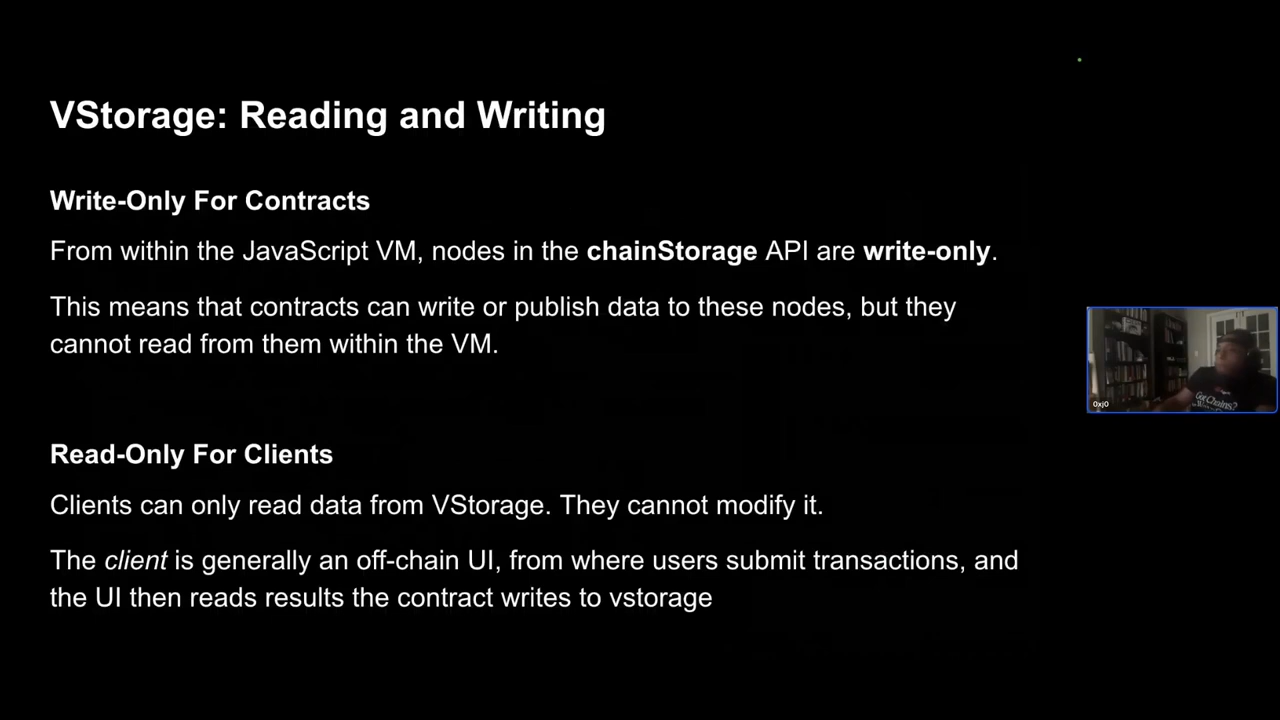 VStorage: Reading and Writing
Write-Only For Contracts
From within the JavaScript VM, nodes in the chainStorage API are write-only.
This means that contracts can write or publish data to these nodes, but they
cannot read from them within the VM.
Got Chains?
0xj0
Read-Only For Clients
Clients can only read data from VStorage. They cannot modify it.
The client is generally an off-chain UI, from where users submit transactions, and
the UI then reads results the contract writes to vstorage